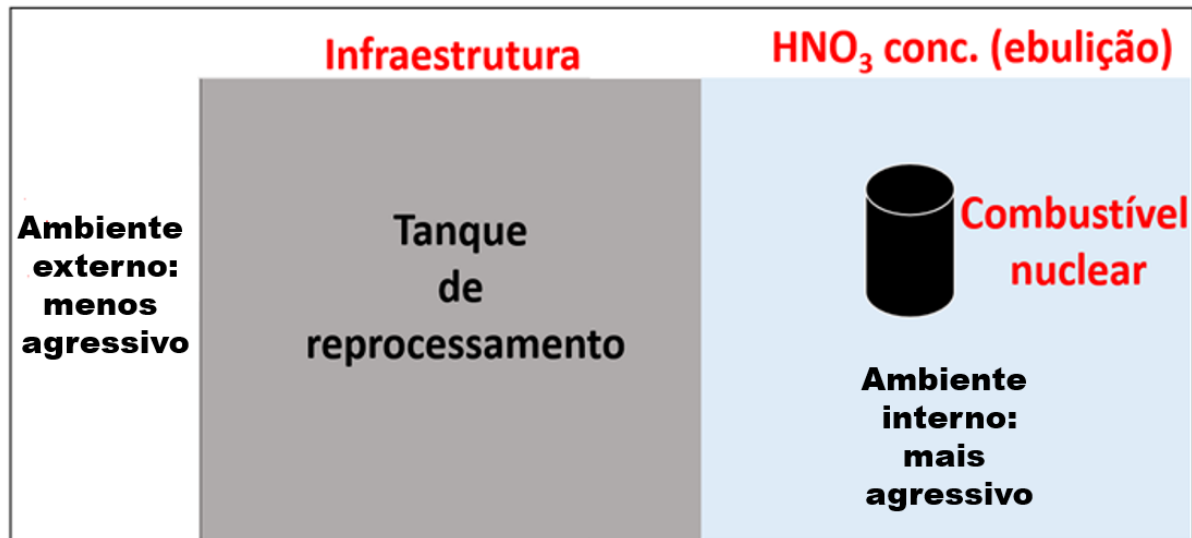 Infraestrutura
HNO₃ conc. (ebulição)
Ambiente
externo:
menos
agressivo
Tanque
de
reprocessamento
Combustível
nuclear
Ambiente
interno:
mais
agressivo